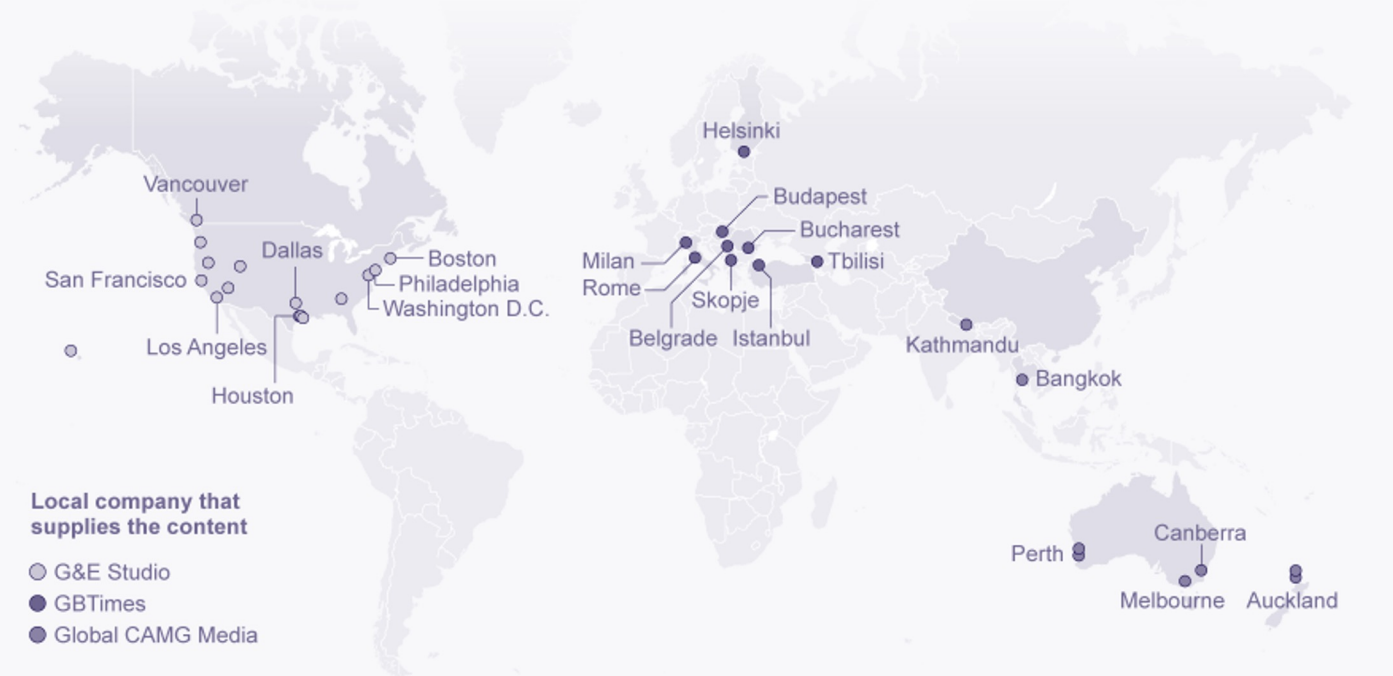 Helsinki
Vancouver
Budapest
Bucharest
Dallas
Boston
Milan
Tbilisi
San Francisco
Philadelphia
Rome
Skopje
Washington D.C.
Belgrade
Istanbul
Los Angeles
Kathmandu
Bangkok
Houston
Local company that
supplies the content
Canberra
Perth
G&E Studio
GBTimes
Melbourne
Auckland
Global CAMG Media